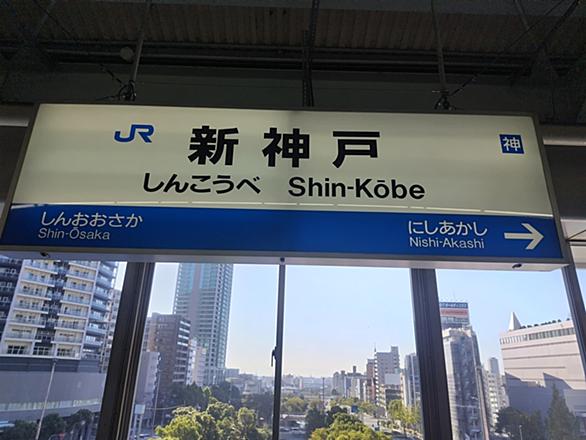 JR 新神戸 神
しんこうべ Shin-Kōbe
しんおおさか にしあかし →
Shin-Ōsaka Nishi-Akashi